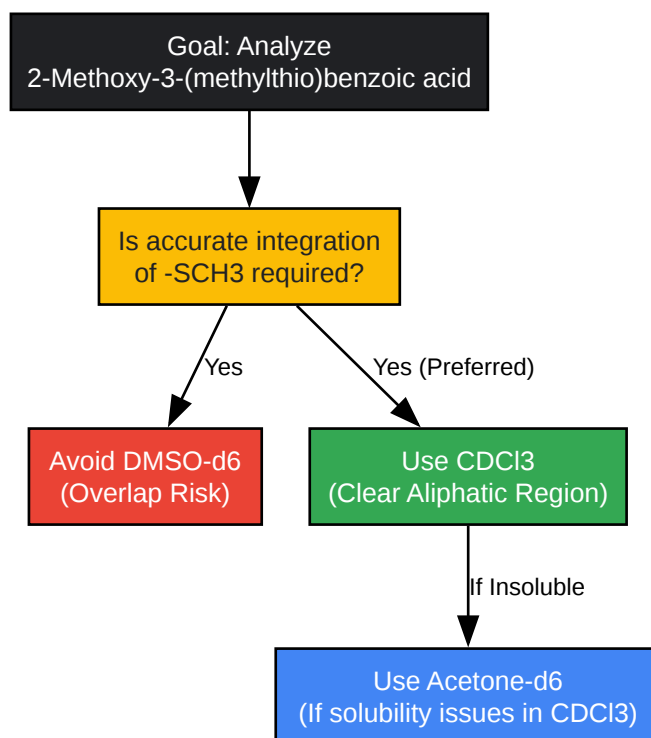 Goal: Analyze
2-Methoxy-3-(methylthio)benzoic acid
Is accurate integration
of -SCH3 required?
Yes
Yes (Preferred)
Avoid DMSO-d6
(Overlap Risk)
Use CDCl3
(Clear Aliphatic Region)
If Insoluble
Use Acetone-d6
(If solubility issues in CDCl3)